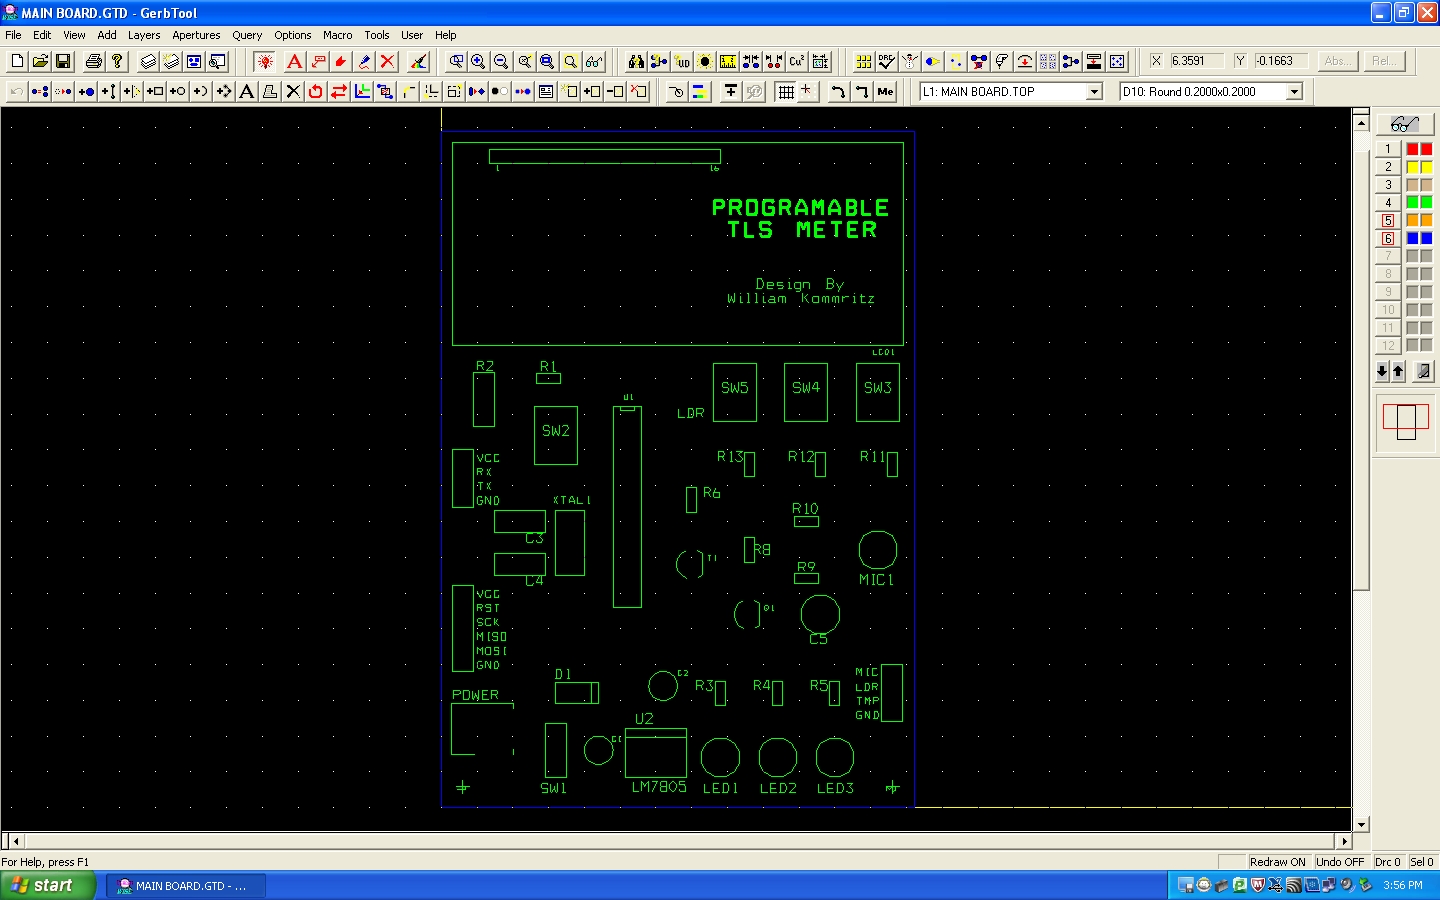 MAIN BOARD.GTD - GerbTool
File Edit View Add Layers Apertures Query Options Macro Tools User Help
X 6.3591 Y -0.1663 Abs... Rel...
L1: MAIN BOARD.TOP D10: Round 0.2000x0.2000
1 16
PROGRAMABLE
TLS METER
Design By
William Kammritz
LCD1
R2 R1
U1
SW5 SW4 SW3
LDR
SW2
R13 R12 R11
VCC
RX
TX
GND
XTAL1
R6
R10
C3
C4
T1
R8
R9
MIC1
VCC
RST
SCK
MISO
MOSI
GND
Q1
C5
D1
C2
R3 R4 R5
MIC
LDR
TMP
GND
POWER
U2
C1
SW1 LM7805 LED1 LED2 LED3
1
2
3
4
5
6
7
8
9
10
11
12
For Help, press F1
Redraw ON Undo OFF Drc 0 Sel 0
start MAIN BOARD.GTD - ... 3:56 PM